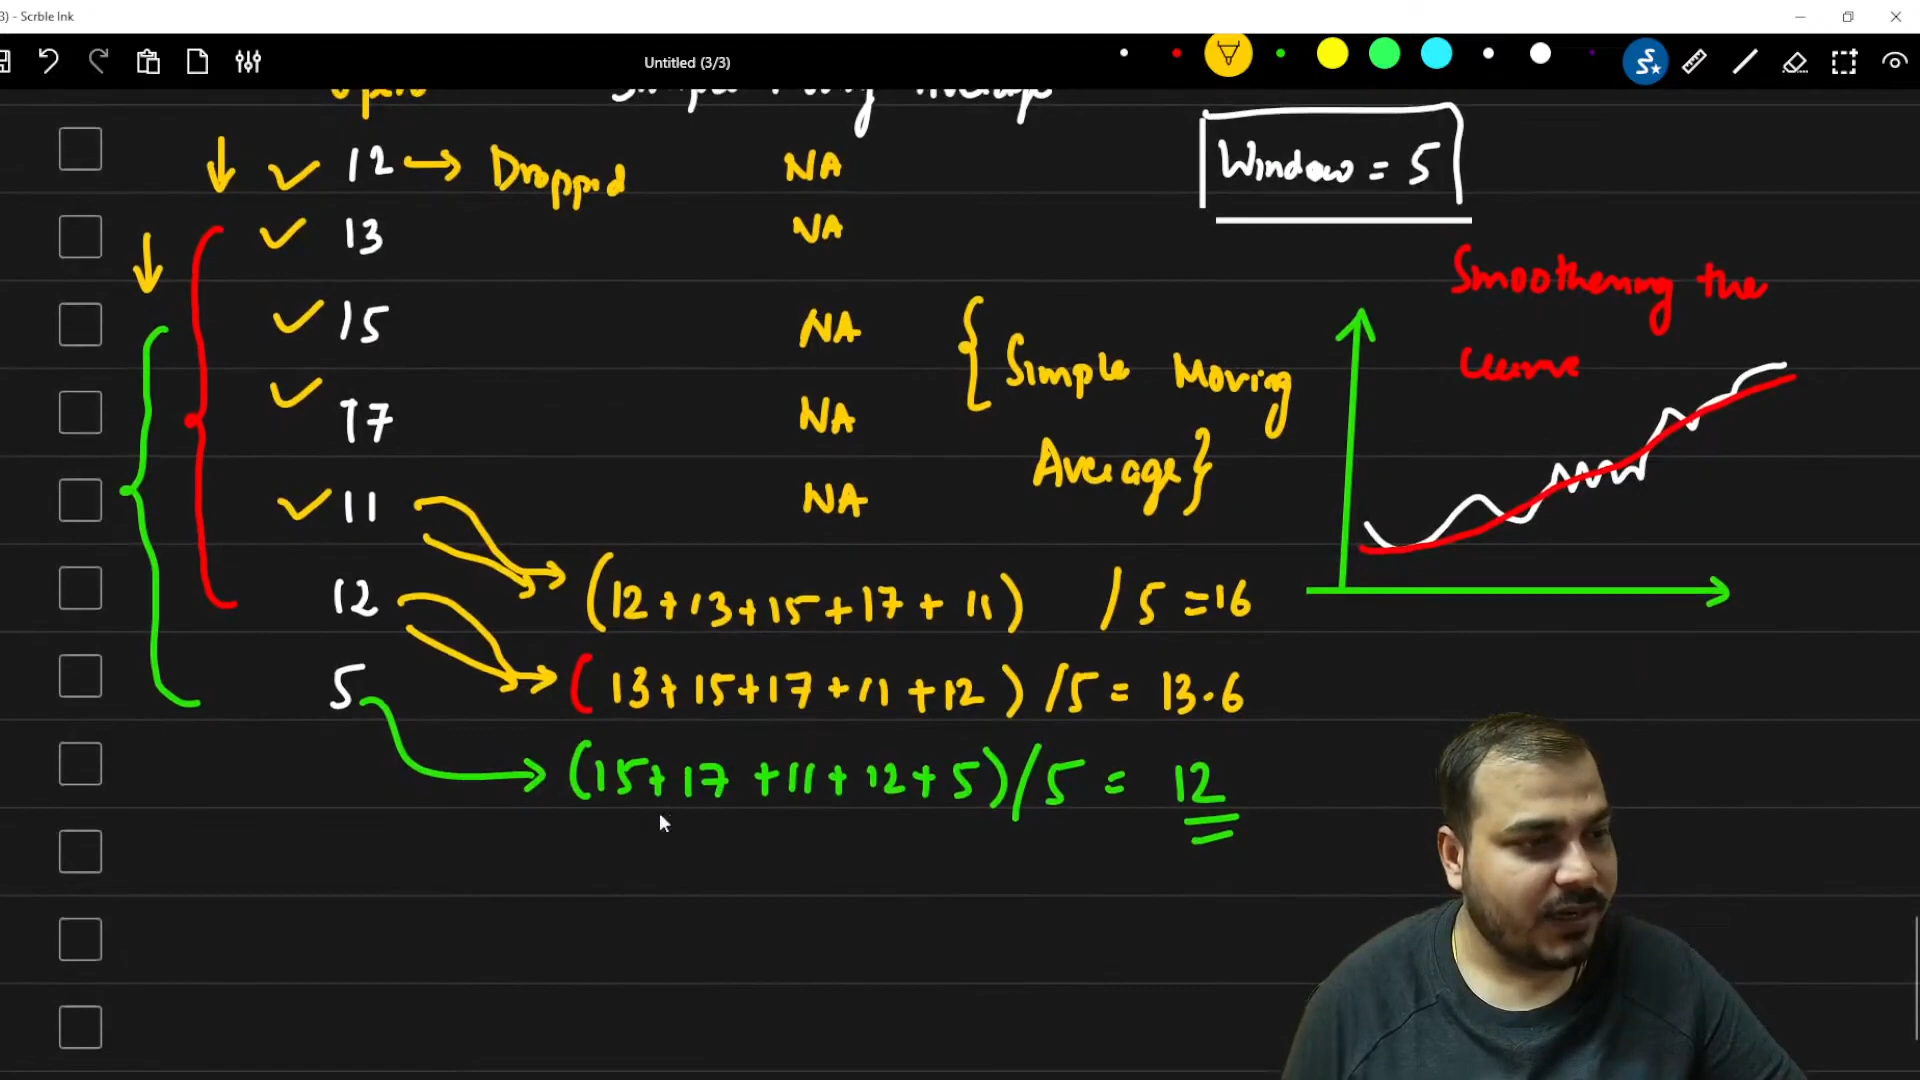 3) - Scrble Ink
Untitled (3/3)
Average
12 → Dropped NA
Window = 5
13 NA
Smoothening the
curve
15 NA
{Simple Moving
Average}
17 NA
11 NA
12 (12+13+15+17+11) /5 =16
5 (13+15+17+11+12)/5 = 13.6
(15+17+11+12+5)/5 = 12